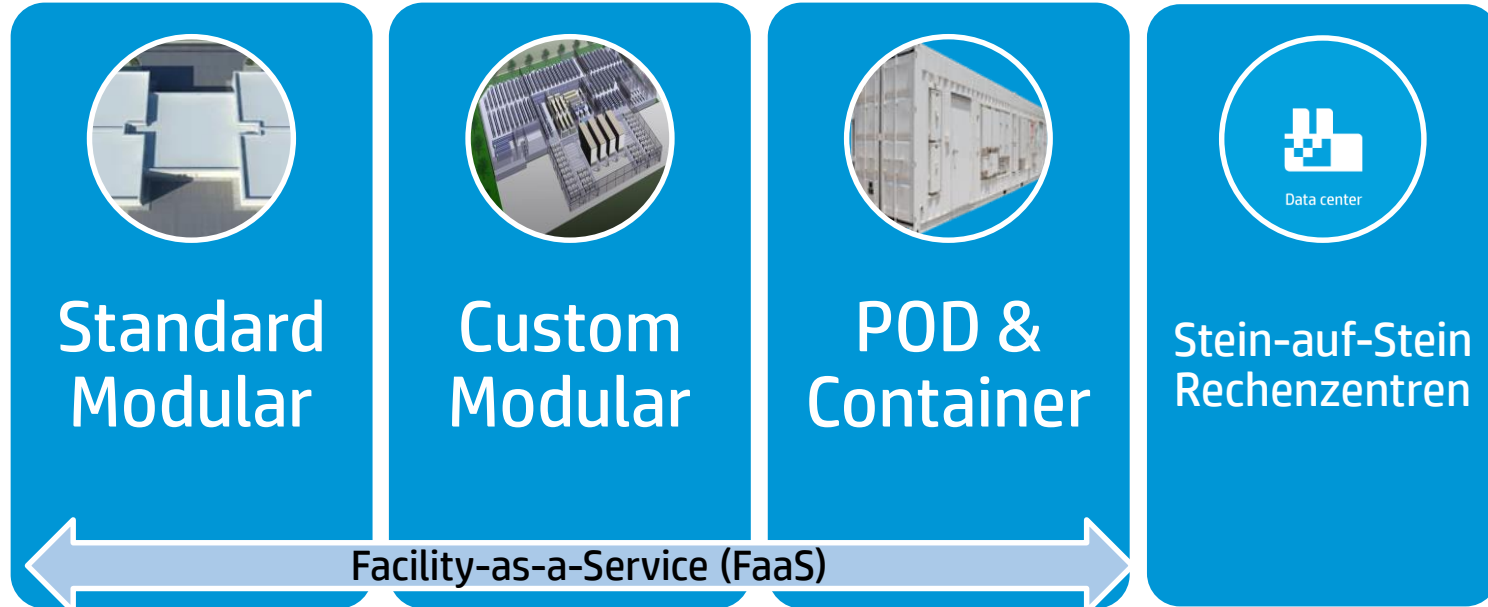 Standard
Modular
Custom
Modular
POD &
Container
Data center
Stein-auf-Stein
Rechenzentren
Facility-as-a-Service (FaaS)